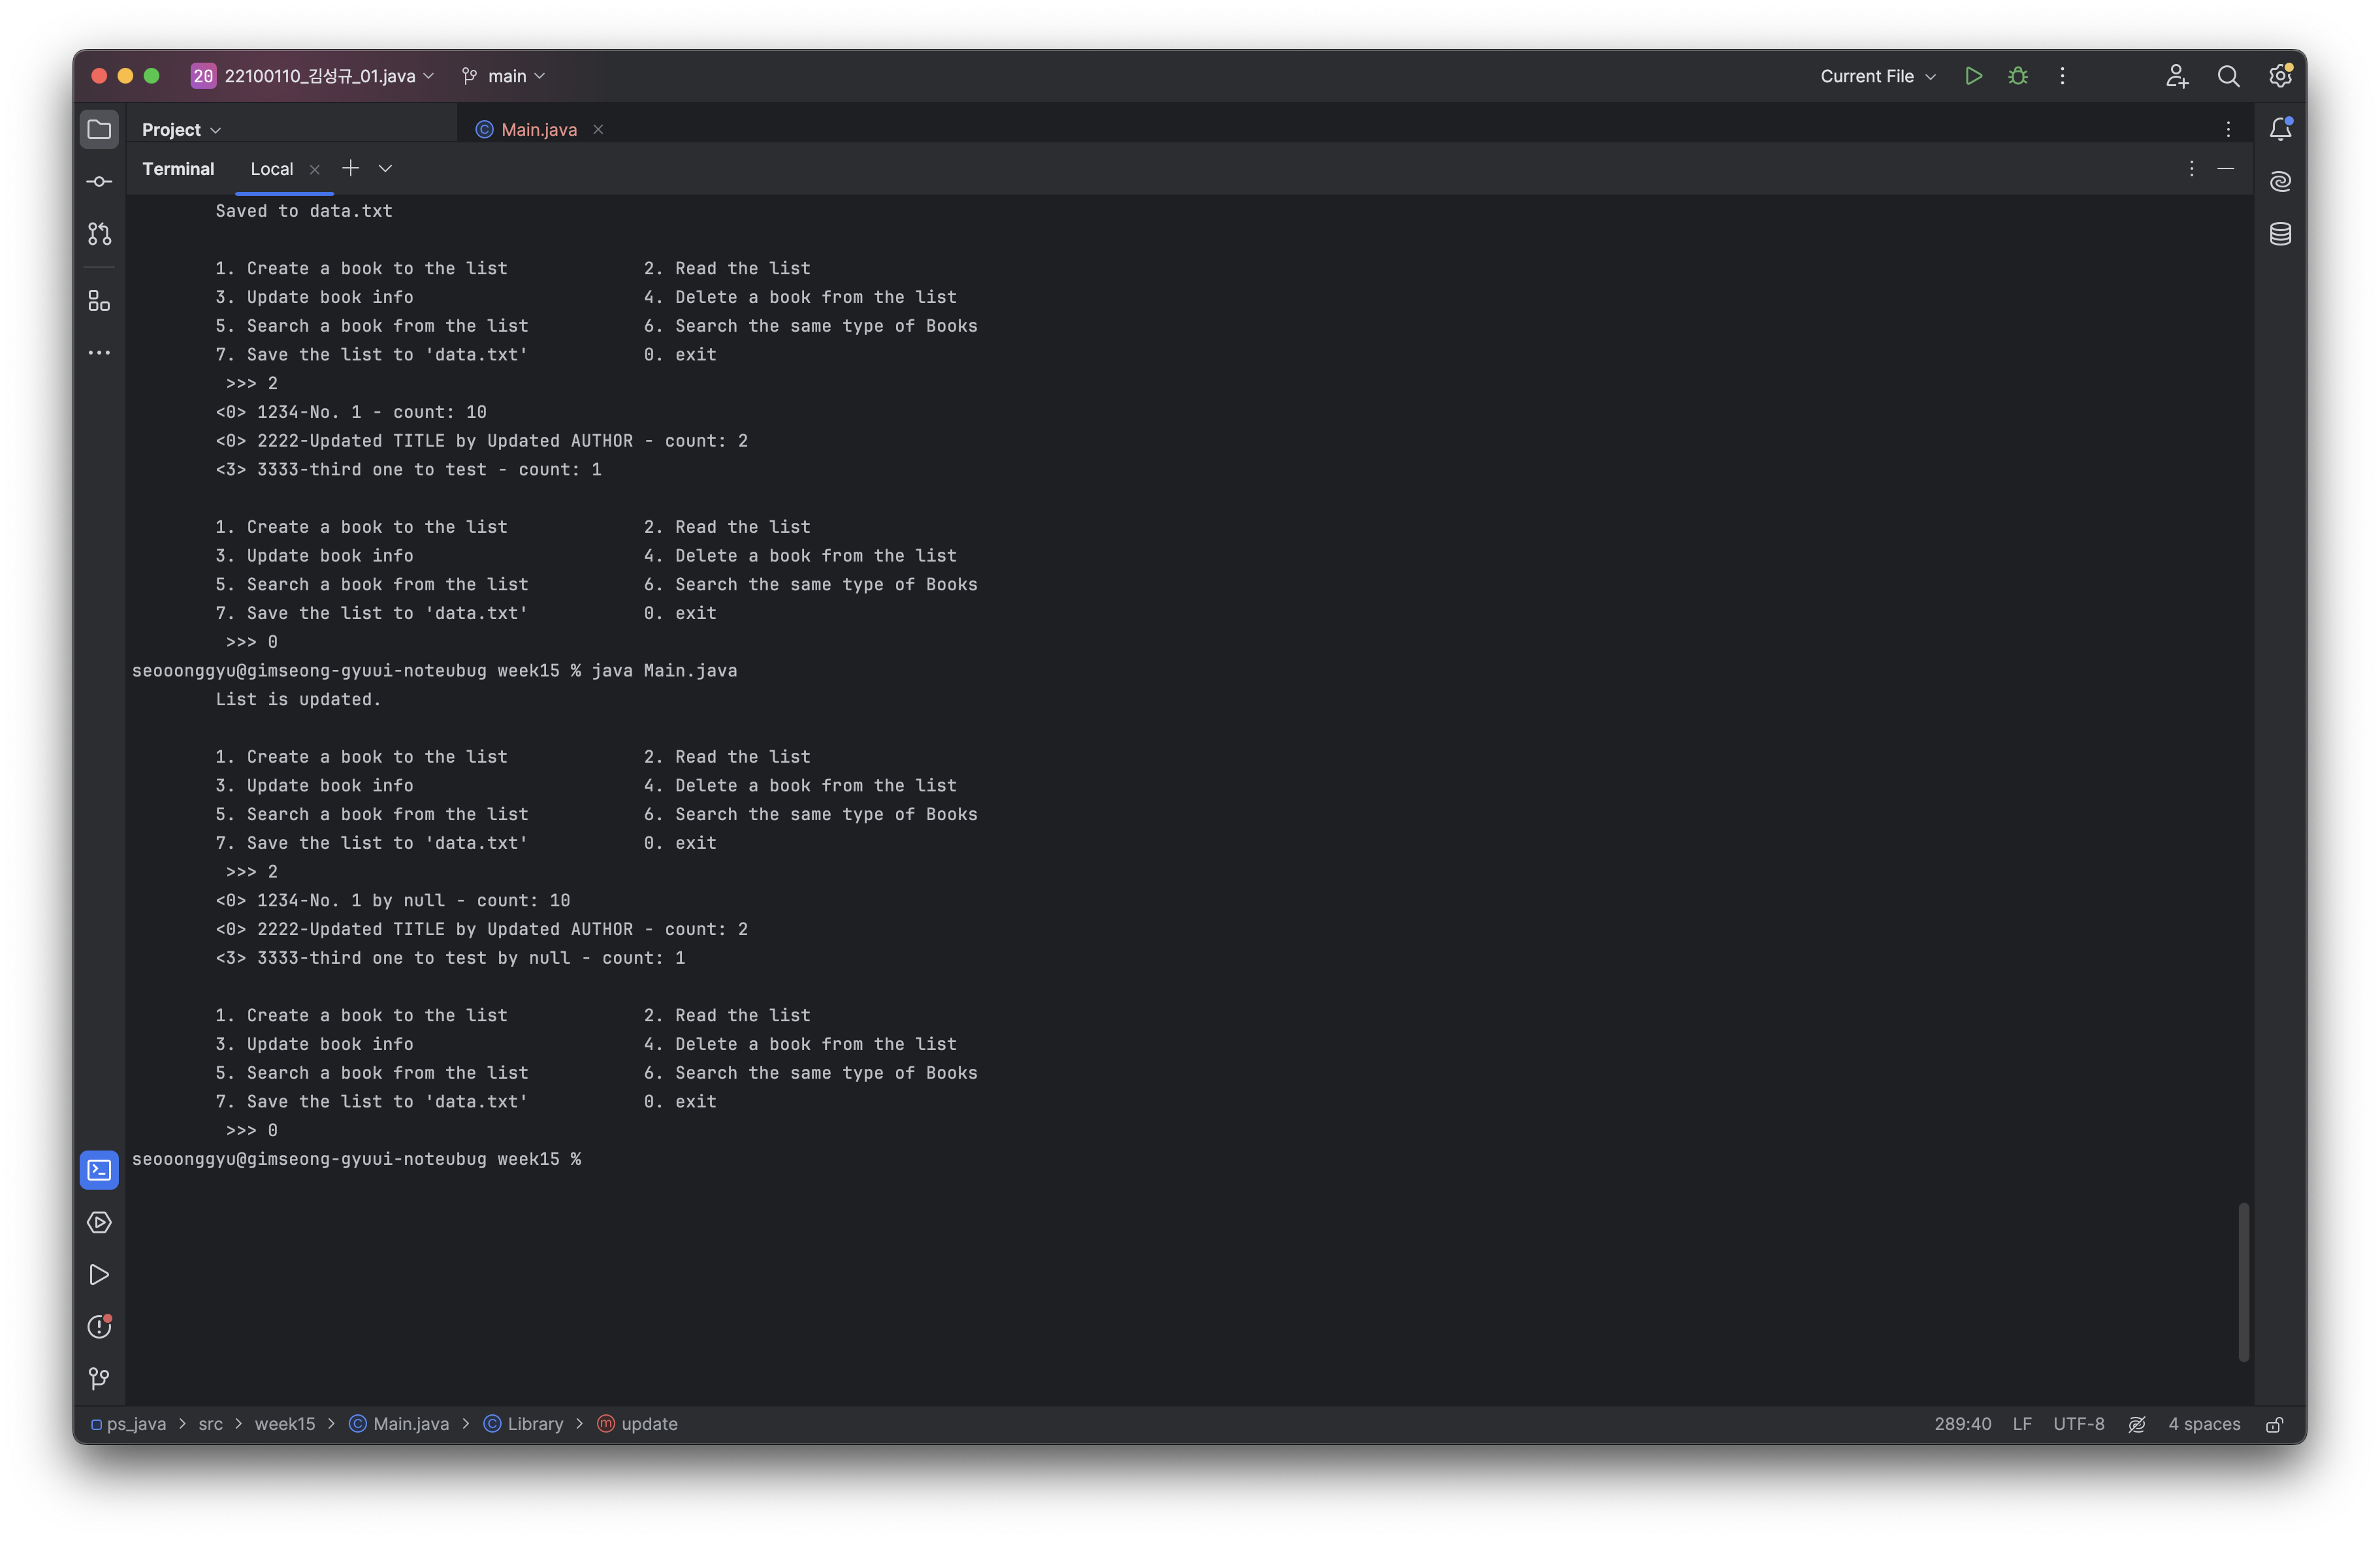 20 22100110_김성규_01.java main Current File
Project Main.java
Terminal Local
Saved to data.txt
1. Create a book to the list 2. Read the list
3. Update book info 4. Delete a book from the list
5. Search a book from the list 6. Search the same type of Books
7. Save the list to 'data.txt' 0. exit
>>> 2
<0> 1234-No. 1 - count: 10
<0> 2222-Updated TITLE by Updated AUTHOR - count: 2
<3> 3333-third one to test - count: 1
1. Create a book to the list 2. Read the list
3. Update book info 4. Delete a book from the list
5. Search a book from the list 6. Search the same type of Books
7. Save the list to 'data.txt' 0. exit
>>> 0
seooonggyu@gimseong-gyuui-noteubug week15 % java Main.java
List is updated.
1. Create a book to the list 2. Read the list
3. Update book info 4. Delete a book from the list
5. Search a book from the list 6. Search the same type of Books
7. Save the list to 'data.txt' 0. exit
>>> 2
<0> 1234-No. 1 by null - count: 10
<0> 2222-Updated TITLE by Updated AUTHOR - count: 2
<3> 3333-third one to test by null - count: 1
1. Create a book to the list 2. Read the list
3. Update book info 4. Delete a book from the list
5. Search a book from the list 6. Search the same type of Books
7. Save the list to 'data.txt' 0. exit
>>> 0
seooonggyu@gimseong-gyuui-noteubug week15 %
ps_java > src > week15 > Main.java > Library > update 289:40 LF UTF-8 4 spaces